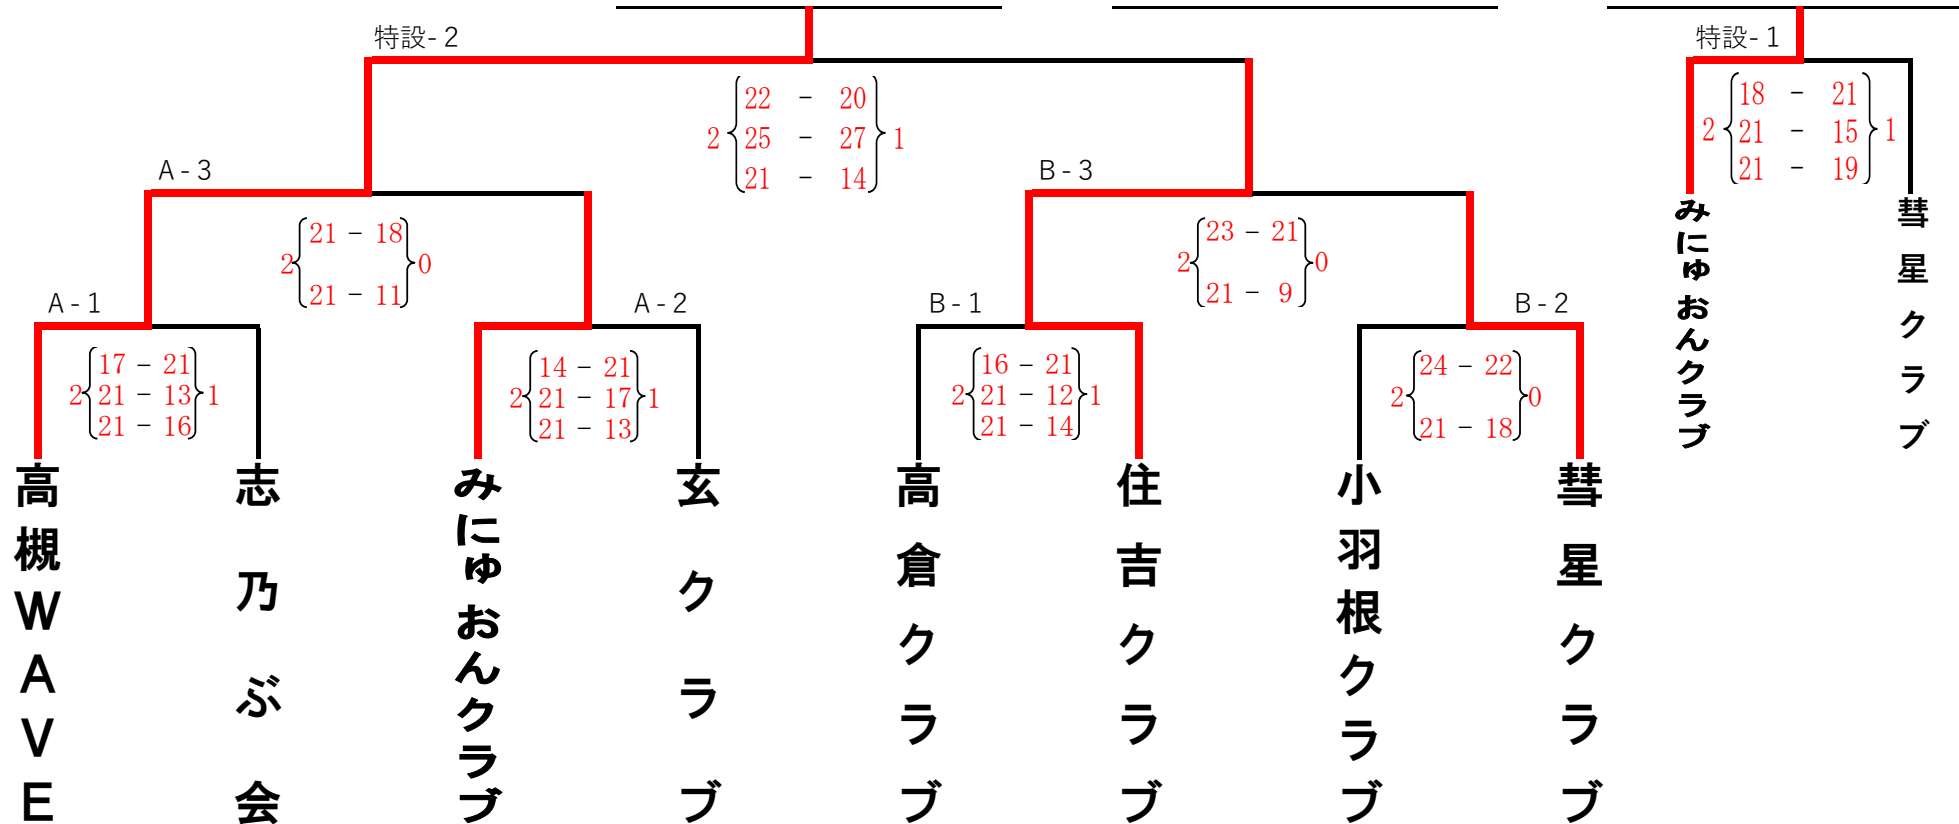 特設-2
特設-1
22 － 20
2 25 － 27 1
21 － 14
18 － 21
2 21 － 15 1
21 － 19
A-3
B-3
21 － 18
2 0
21 － 11
23 － 21
2 0
21 － 9
みにゅおんクラブ
彗星クラブ
A-1
A-2
B-1
B-2
17 － 21
2 21 － 13 1
21 － 16
14 － 21
2 21 － 17 1
21 － 13
16 － 21
2 21 － 12 1
21 － 14
24 － 22
2 0
21 － 18
高槻WAVE
志乃ぶ会
みにゅおんクラブ
玄クラブ
高倉クラブ
住吉クラブ
小羽根クラブ
彗星クラブ